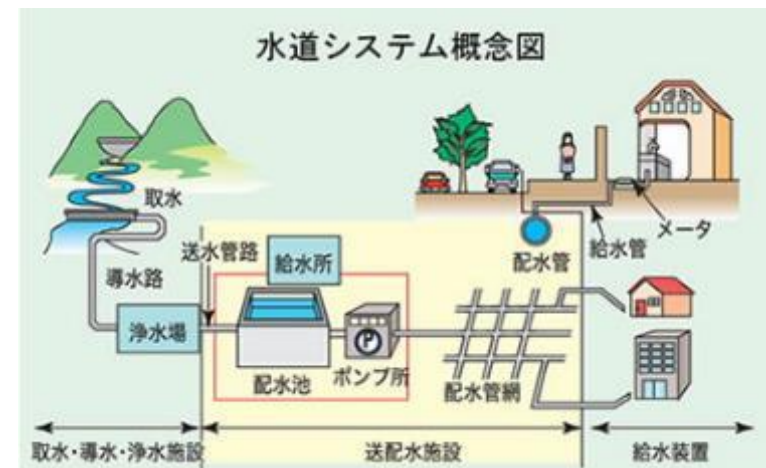 水道システム概念図
取水
導水路
浄水場
送水管路
給水所
配水池
P
ポンプ所
配水管網
配水管
給水管
メータ
取水・導水・浄水施設
送配水施設
給水装置